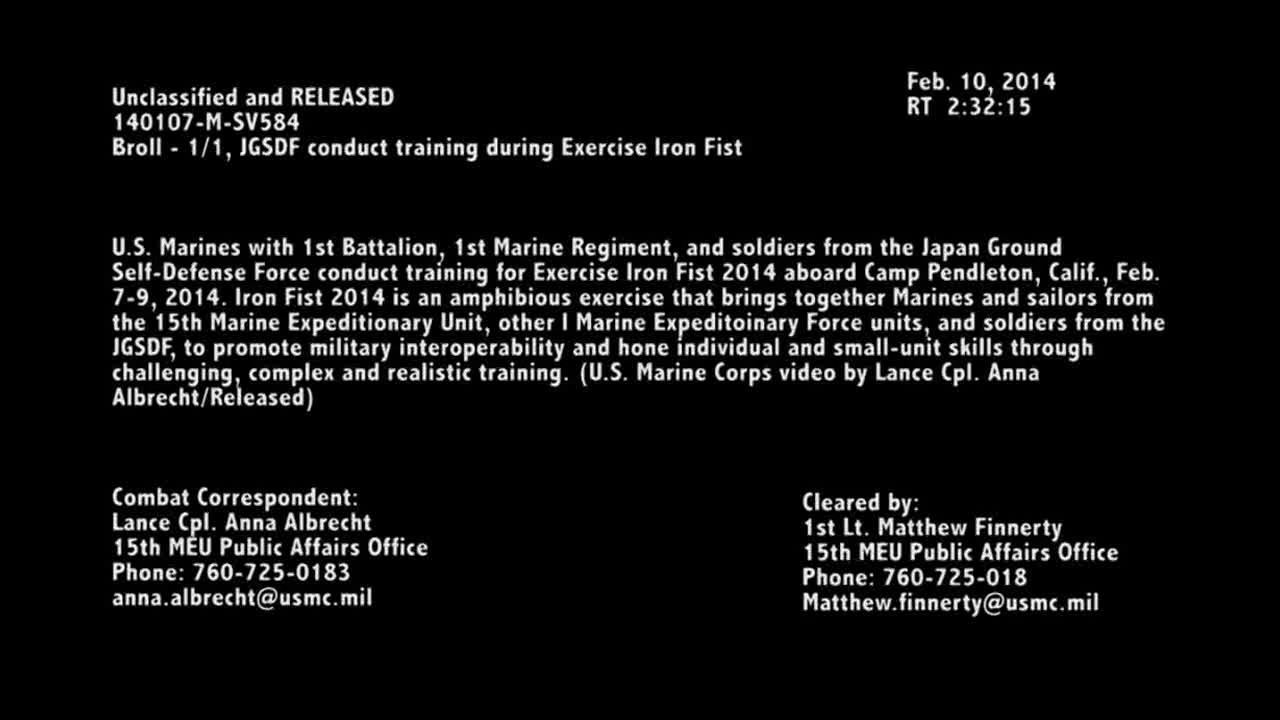 Unclassified and RELEASED
140107-M-SV584
Broll - 1/1, JGSDF conduct training during Exercise Iron Fist
Feb. 10, 2014
RT 2:32:15
U.S. Marines with 1st Battalion, 1st Marine Regiment, and soldiers from the Japan Ground
Self-Defense Force conduct training for Exercise Iron Fist 2014 aboard Camp Pendleton, Calif., Feb.
7-9, 2014. Iron Fist 2014 is an amphibious exercise that brings together Marines and sailors from
the 15th Marine Expeditionary Unit, other I Marine Expeditoinary Force units, and soldiers from the
JGSDF, to promote military interoperability and hone individual and small-unit skills through
challenging, complex and realistic training. (U.S. Marine Corps video by Lance Cpl. Anna
Albrecht/Released)
Combat Correspondent:
Lance Cpl. Anna Albrecht
15th MEU Public Affairs Office
Phone: 760-725-0183
anna.albrecht@usmc.mil
Cleared by:
1st Lt. Matthew Finnerty
15th MEU Public Affairs Office
Phone: 760-725-018
Matthew.finnerty@usmc.mil